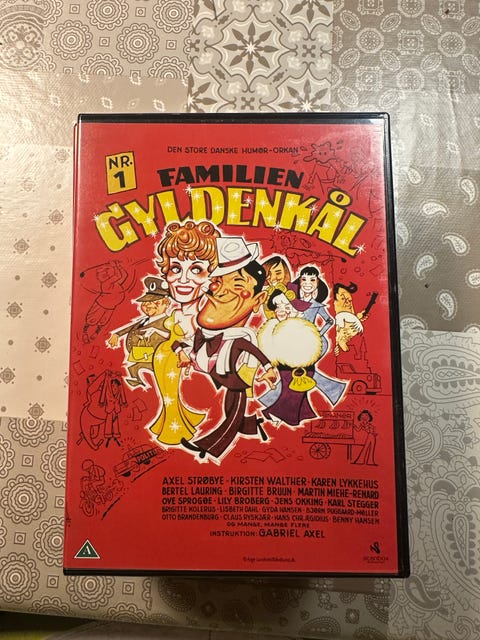 DEN STORE DANSKE HUMØR-ORKAN
NR.
1
FAMILIEN
GYLDENKÅL
POLITI
AXEL STRØBYE · KIRSTEN WALTHER · KAREN LYKKEHUS
BERTEL LAURING · BIRGITTE BRUUN · MARTIN MIEHE-RENARD
OVE SPROGØE · LILY BROBERG · JENS OKKING · KARL STEGGER
BRIGITTE KOLERUS · LISBETH DAHL · GYDA HANSEN · BJØRN PUGGAARD-MÜLLER
OTTO BRANDENBURG · CLAUS RYSKJÆR · HANS CHR. ÆGIDIUS · BENNY HANSEN
OG MANGE, MANGE FLERE
INSTRUKTION: GABRIEL AXEL
A
scanbox